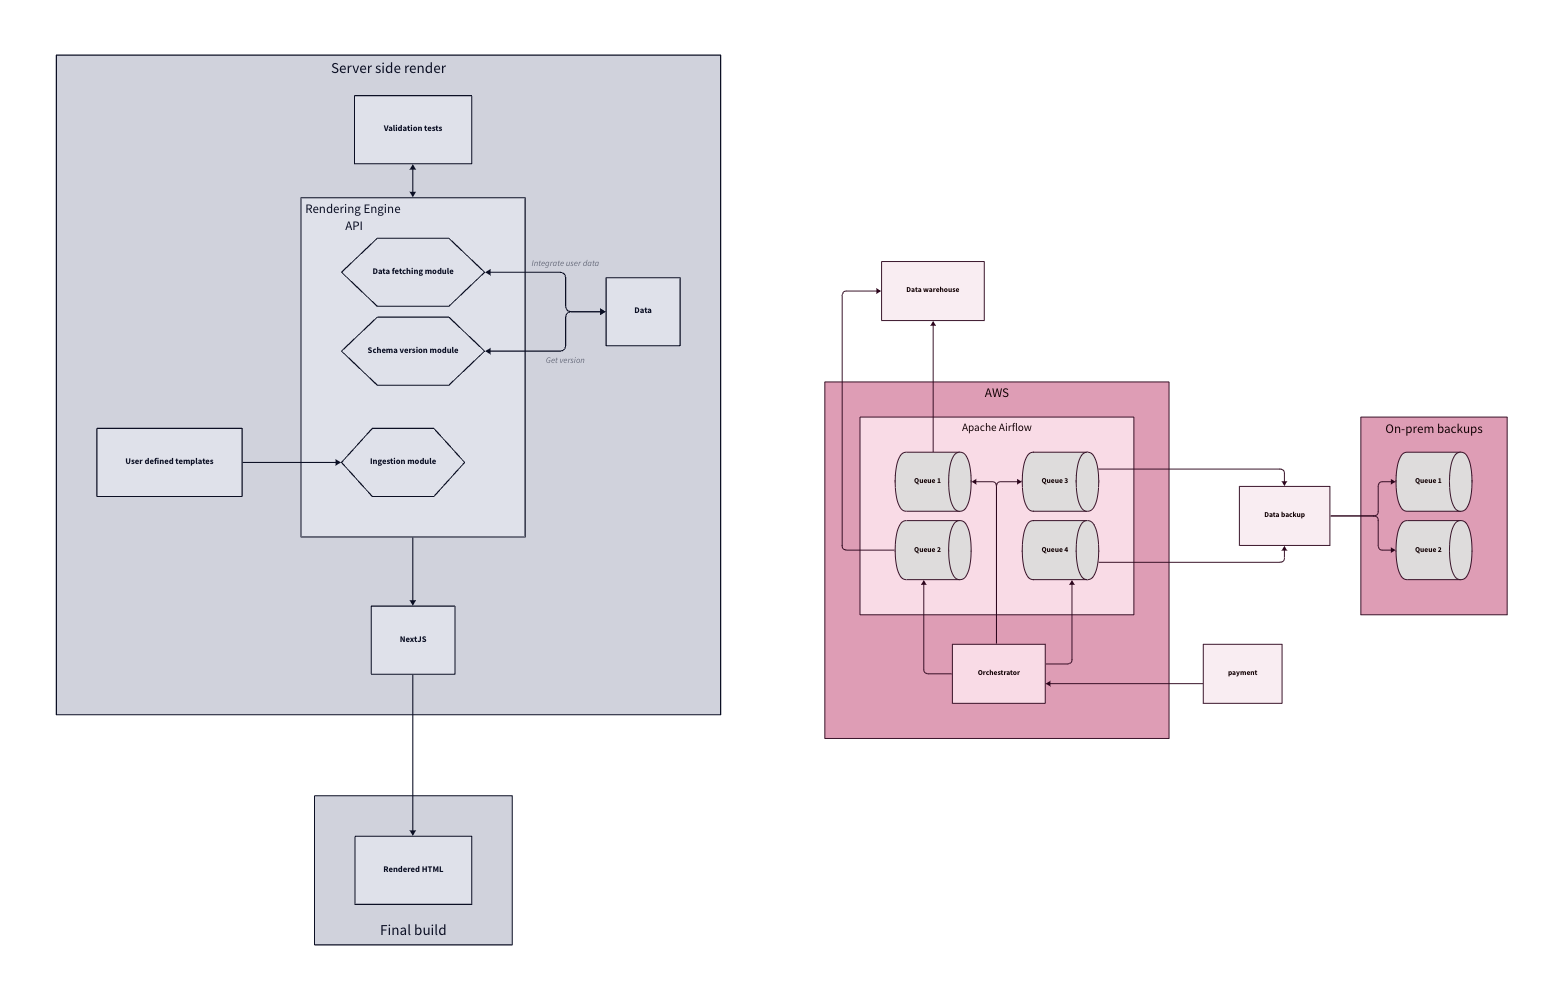 Server side render
Validation tests
Rendering Engine
API
Data fetching module
Integrate user data
Data
Schema version module
Get version
User defined templates
Ingestion module
NextJS
Rendered HTML
Final build
Data warehouse
AWS
Apache Airflow
Queue 1
Queue 3
Queue 2
Queue 4
Orchestrator
Data backup
payment
On-prem backups
Queue 1
Queue 2